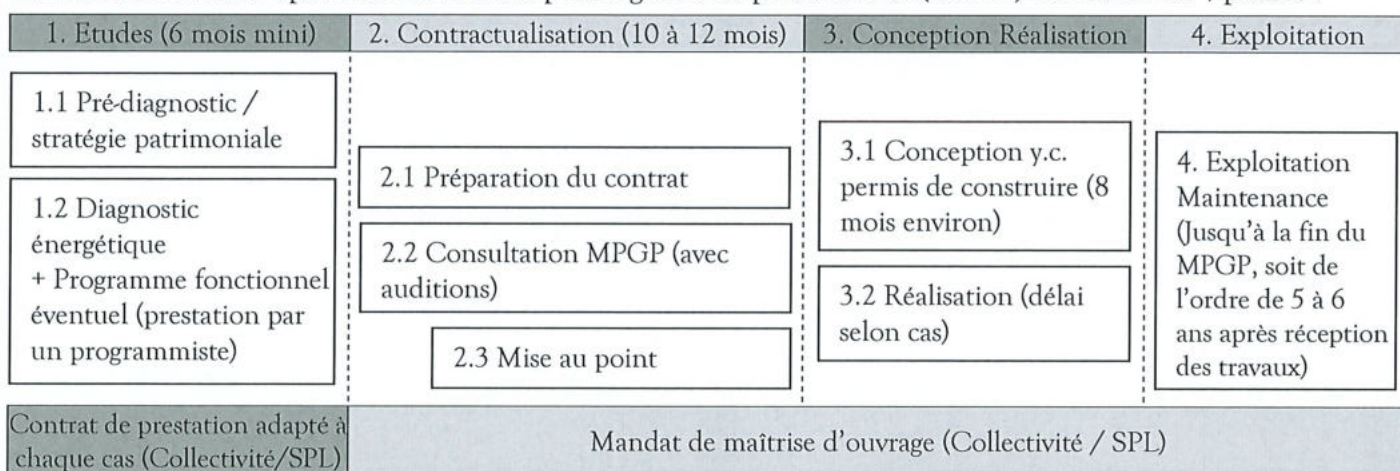 1. Etudes (6 mois mini)
2. Contractualisation (10 à 12 mois)
3. Conception Réalisation
4. Exploitation
1.1 Pré-diagnostic /
stratégie patrimoniale
1.2 Diagnostic
énergétique
+ Programme fonctionnel
éventuel (prestation par
un programmiste)
2.1 Préparation du contrat
2.2 Consultation MPGP (avec
auditions)
2.3 Mise au point
3.1 Conception y.c.
permis de construire (8
mois environ)
3.2 Réalisation (délai
selon cas)
4. Exploitation
Maintenance
(Jusqu'à la fin du
MPGP, soit de
l'ordre de 5 à 6
ans après réception
des travaux)
Contrat de prestation adapté à
chaque cas (Collectivité/SPL)
Mandat de maîtrise d'ouvrage (Collectivité / SPL)